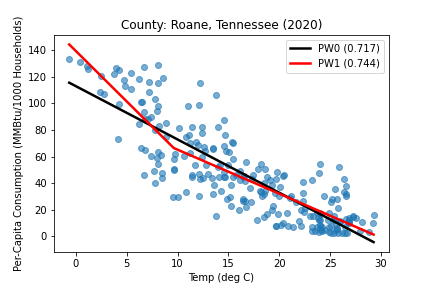 County: Roane, Tennessee (2020)
Per-Capita Consumption (MMBtu/1000 Households)
140
120
100
80
60
40
20
0
PW0 (0.717)
PW1 (0.744)
0 5 10 15 20 25 30
Temp (deg C)